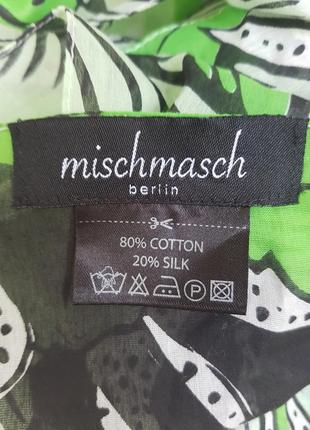 mischmasch
berlin
80% COTTON
20% SILK
P